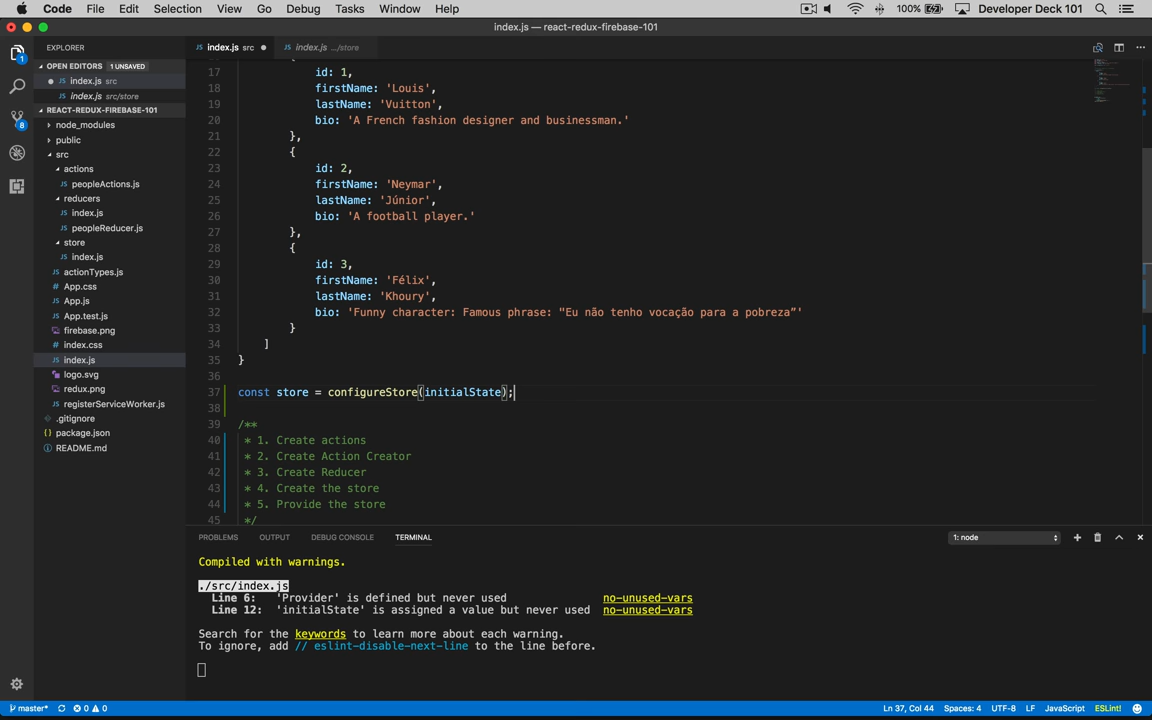 Code File Edit Selection View Go Debug Tasks Window Help 100% Developer Deck 101
index.js — react-redux-firebase-101
EXPLORER
OPEN EDITORS 1 UNSAVED
index.js src
index.js src/store
REACT-REDUX-FIREBASE-101
node_modules
public
src
actions
JS peopleActions.js
reducers
JS index.js
JS peopleReducer.js
store
JS index.js
JS actionTypes.js
# App.css
JS App.js
JS App.test.js
firebase.png
# index.css
JS index.js
logo.svg
redux.png
JS registerServiceWorker.js
.gitignore
{} package.json
README.md
JS index.js src
JS index.js .../store
17 id: 1,
18 firstName: 'Louis',
19 lastName: 'Vuitton',
20 bio: 'A French fashion designer and businessman.'
21 },
22 {
23 id: 2,
24 firstName: 'Neymar',
25 lastName: 'Júnior',
26 bio: 'A football player.'
27 },
28 {
29 id: 3,
30 firstName: 'Félix',
31 lastName: 'Khoury',
32 bio: 'Funny character: Famous phrase: "Eu não tenho vocação para a pobreza”'
33 }
34 ]
35 }
36
37 const store = configureStore(initialState);
38
39 /**
40 * 1. Create actions
41 * 2. Create Action Creator
42 * 3. Create Reducer
43 * 4. Create the store
44 * 5. Provide the store
45 */
PROBLEMS OUTPUT DEBUG CONSOLE TERMINAL 1: node
Compiled with warnings.
./src/index.js
Line 6: 'Provider' is defined but never used no-unused-vars
Line 12: 'initialState' is assigned a value but never used no-unused-vars
Search for the keywords to learn more about each warning.
To ignore, add // eslint-disable-next-line to the line before.
master* 0 0 Ln 37, Col 44 Spaces: 4 UTF-8 LF JavaScript ESLint!